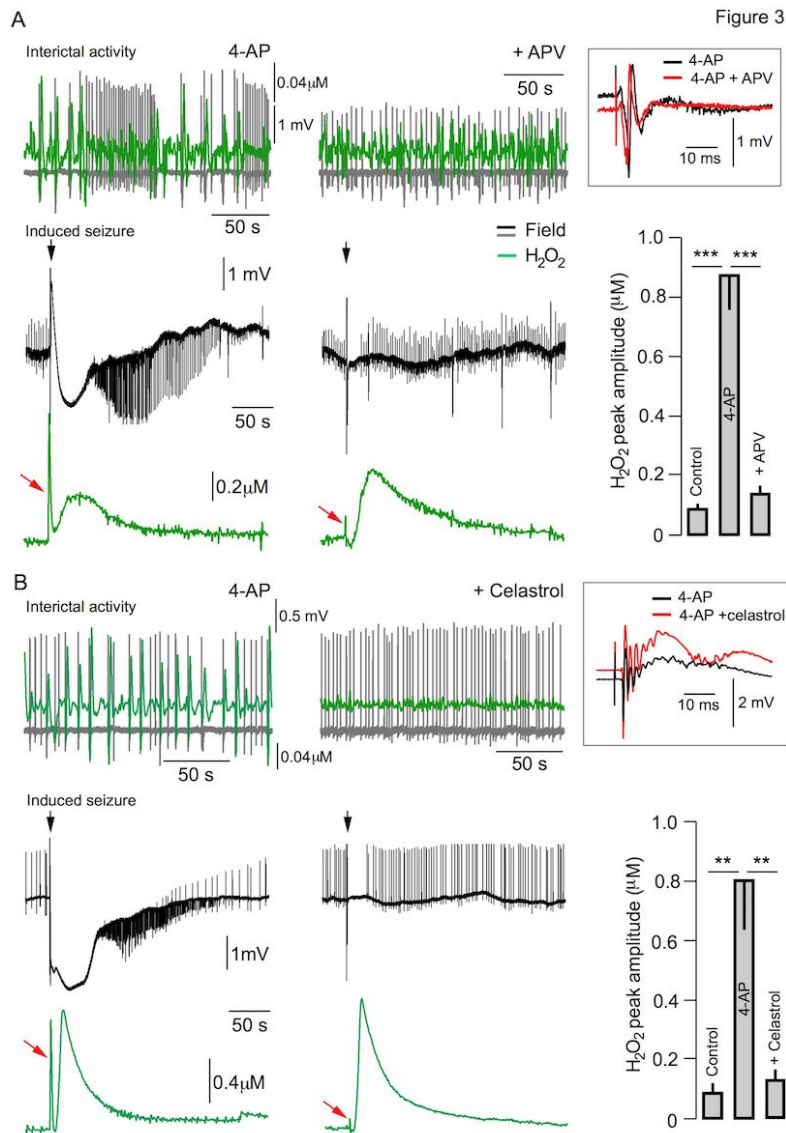 Figure 3
A
Interictal activity
4-AP
0.04μM
1 mV
50 s
+ APV
50 s
4-AP
4-AP + APV
1 mV
10 ms
Induced seizure
1 mV
50 s
0.2μM
Field
H₂O₂
H₂O₂ peak amplitude (μM)
1.0
0.8
0.6
0.4
0.2
0
***
***
Control
4-AP
+ APV
B
Interictal activity
4-AP
0.5 mV
0.04μM
50 s
+ Celastrol
50 s
4-AP
4-AP +celastrol
10 ms
2 mV
Induced seizure
1mV
50 s
0.4μM
H₂O₂ peak amplitude (μM)
1.0
0.8
0.6
0.4
0.2
0
**
**
Control
4-AP
+ Celastrol